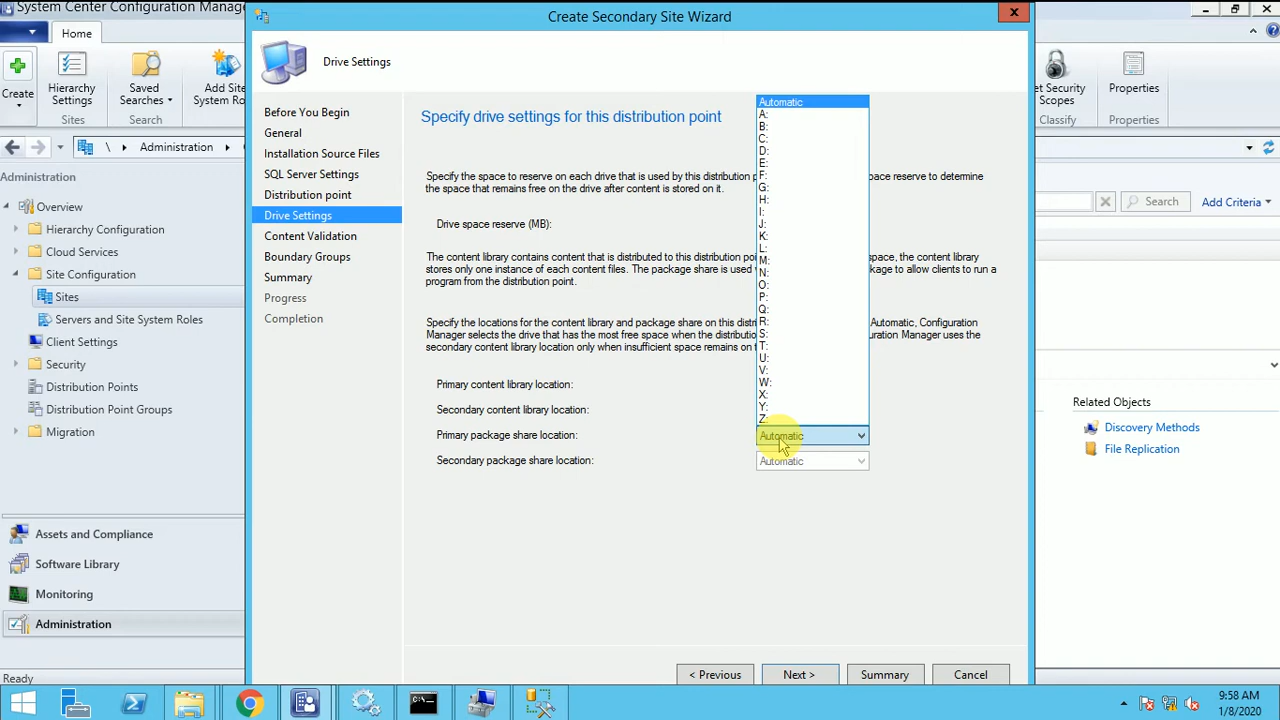 System Center Configuration Mana
Create Secondary Site Wizard
Home
Create
Hierarchy
Settings
Saved
Searches
Add Site
System Ro
Sites
Search
et Security
Scopes
Properties
Classify
Properties
Drive Settings
\ Administration
Administration
Overview
Hierarchy Configuration
Cloud Services
Site Configuration
Sites
Servers and Site System Roles
Client Settings
Security
Distribution Points
Distribution Point Groups
Migration
Assets and Compliance
Software Library
Monitoring
Administration
Ready
Before You Begin
General
Installation Source Files
SQL Server Settings
Distribution point
Drive Settings
Content Validation
Boundary Groups
Summary
Progress
Completion
Specify drive settings for this distribution point
Specify the space to reserve on each drive that is used by this distribution p space reserve to determine
the space that remains free on the drive after content is stored on it.
Drive space reserve (MB):
The content library contains content that is distributed to this distribution p space, the content library
stores only one instance of each content files. The package share is used ackage to allow clients to run a
program from the distribution point.
Specify the locations for the content library and package share on this dist Automatic, Configuration
Manager selects the drive that has the most free space when the distributio uration Manager uses the
secondary content library location only when insufficient space remains on t
Primary content library location:
Secondary content library location:
Primary package share location:
Secondary package share location:
Automatic
A:
B:
C:
D:
E:
F:
G:
H:
I:
J:
K:
L:
M:
N:
O:
P:
Q:
R:
S:
T:
U:
V:
W:
X:
Y:
Z:
Automatic
Automatic
< Previous
Next >
Summary
Cancel
Search
Add Criteria
Related Objects
Discovery Methods
File Replication
9:58 AM
1/8/2020